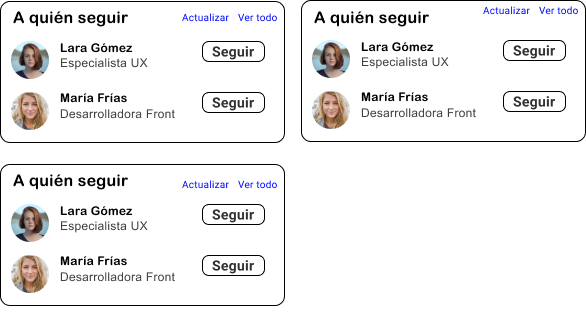 A quién seguir Actualizar Ver todo
Lara Gómez
Especialista UX
Seguir
María Frías
Desarrolladora Front
Seguir
A quién seguir Actualizar Ver todo
Lara Gómez
Especialista UX
Seguir
María Frías
Desarrolladora Front
Seguir
A quién seguir Actualizar Ver todo
Lara Gómez
Especialista UX
Seguir
María Frías
Desarrolladora Front
Seguir